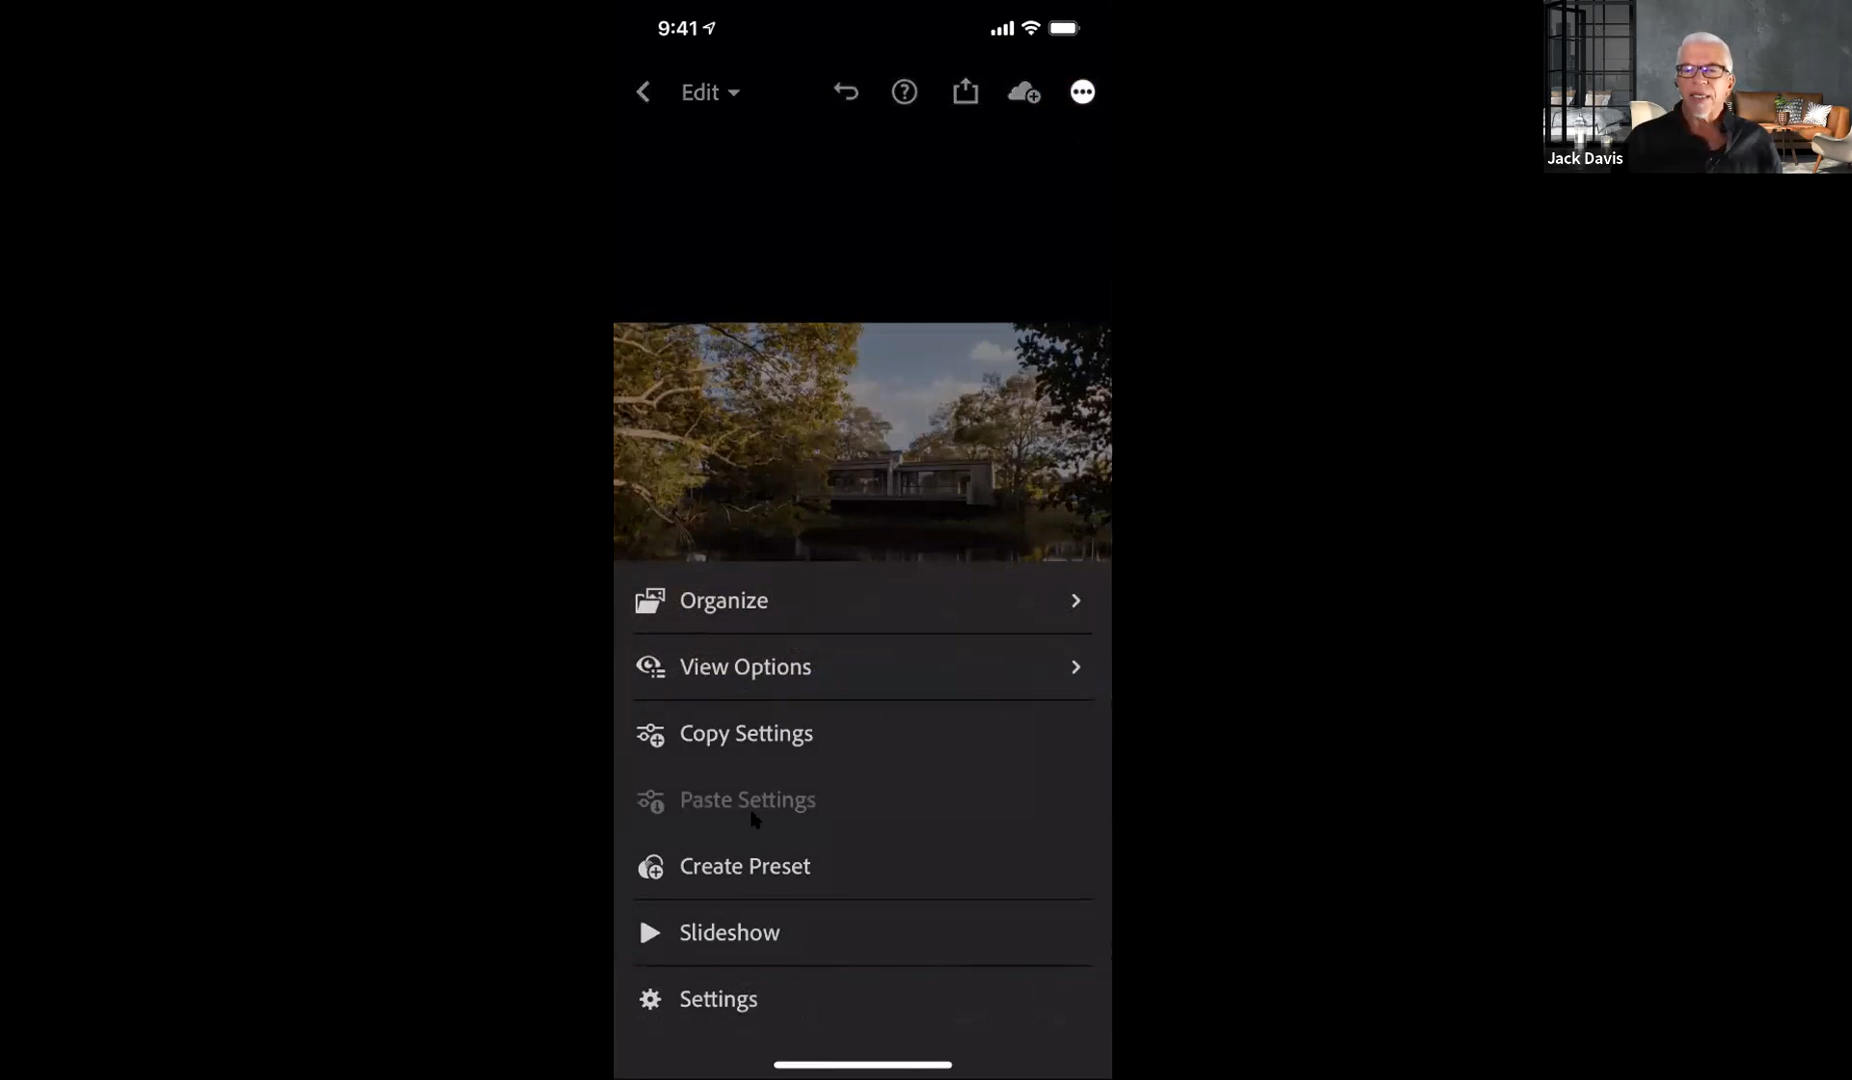 9:41
Edit
Jack Davis
Organize
View Options
Copy Settings
Paste Settings
Create Preset
Slideshow
Settings